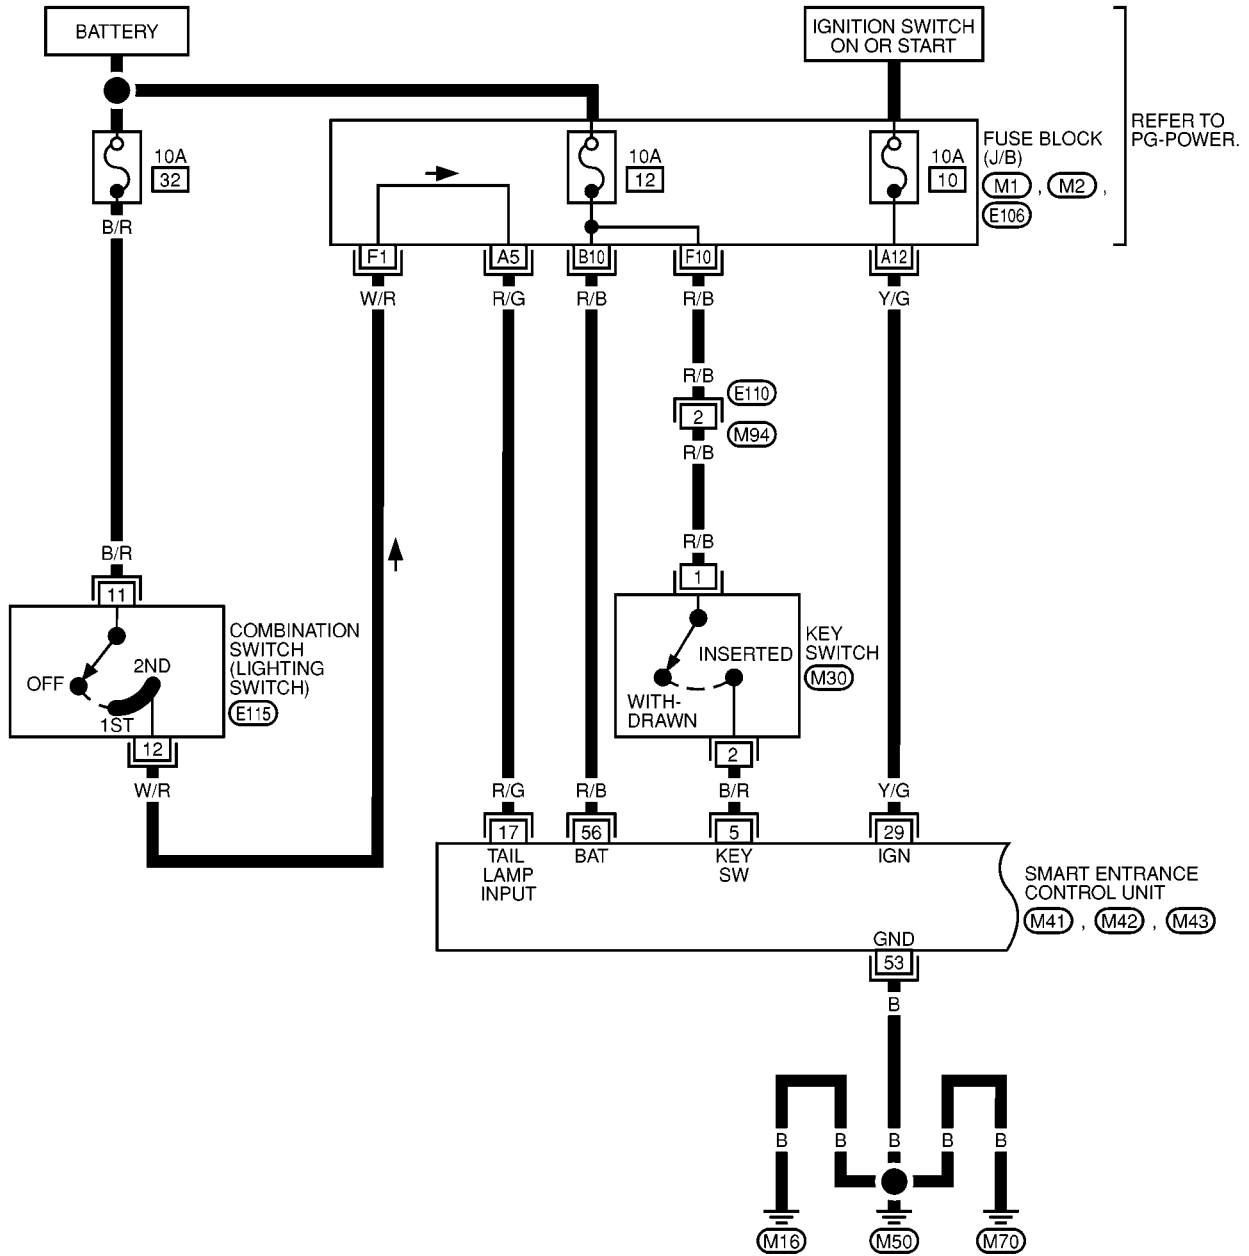 BATTERY
IGNITION SWITCH
ON OR START
REFER TO
PG-POWER.
10A
32
10A
12
10A
10
FUSE BLOCK
(J/B)
M1 , M2 ,
E106
B/R
F1
A5
B10
F10
A12
W/R
R/G
R/B
R/B
Y/G
R/B
E110
2
M94
R/B
R/B
B/R
11
1
COMBINATION
SWITCH
(LIGHTING
SWITCH)
E115
OFF
2ND
1ST
12
W/R
KEY
SWITCH
M30
INSERTED
WITH-
DRAWN
2
R/G
R/B
B/R
Y/G
17
56
5
29
TAIL
LAMP
INPUT
BAT
KEY
SW
IGN
SMART ENTRANCE
CONTROL UNIT
M41 , M42 , M43
GND
53
B
B
B
B
B
B
M16
M50
M70